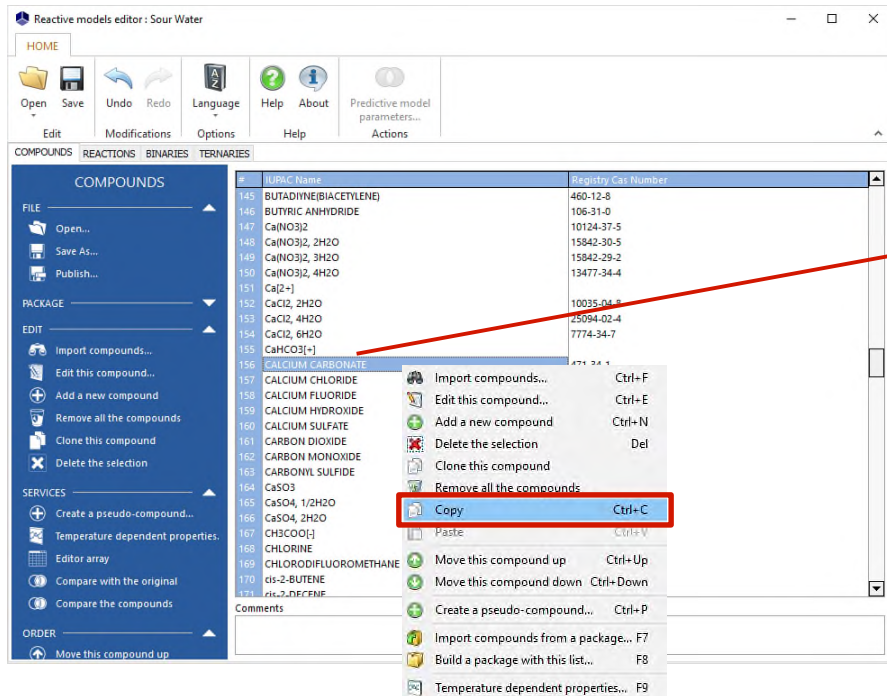 Reactive models editor : Sour Water
HOME
Open Save Undo Redo Language Help About Predictive model parameters...
Edit Modifications Options Help Actions
COMPOUNDS REACTIONS BINARIES TERNARIES
COMPOUNDS
FILE
Open...
Save As...
Publish...
PACKAGE
EDIT
Import compounds...
Edit this compound...
Add a new compound
Remove all the compounds
Clone this compound
Delete the selection
SERVICES
Create a pseudo-compound...
Temperature dependent properties.
Editor array
Compare with the original
Compare the compounds
ORDER
Move this compound up
# IUPAC Name Registry Cas Number
145 BUTADIYNE(BIACETYLENE) 460-12-8
146 BUTYRIC ANHYDRIDE 106-31-0
147 Ca(NO3)2 10124-37-5
148 Ca(NO3)2, 2H2O 15842-30-5
149 Ca(NO3)2, 3H2O 15842-29-2
150 Ca(NO3)2, 4H2O 13477-34-4
151 Ca[2+]
152 CaCl2, 2H2O 10035-04-8
153 CaCl2, 4H2O 25094-02-4
154 CaCl2, 6H2O 7774-34-7
155 CaHCO3[+]
156 CALCIUM CARBONATE 471-34-1
157 CALCIUM CHLORIDE
158 CALCIUM FLUORIDE
159 CALCIUM HYDROXIDE
160 CALCIUM SULFATE
161 CARBON DIOXIDE
162 CARBON MONOXIDE
163 CARBONYL SULFIDE
164 CaSO3
165 CaSO4, 1/2H2O
166 CaSO4, 2H2O
167 CH3COO[-]
168 CHLORINE
169 CHLORODIFLUOROMETHANE
170 cis-2-BUTENE
171 cis-2-DECENE
Comments
Import compounds... Ctrl+F
Edit this compound... Ctrl+E
Add a new compound Ctrl+N
Delete the selection Del
Clone this compound
Remove all the compounds
Copy Ctrl+C
Paste Ctrl+V
Move this compound up Ctrl+Up
Move this compound down Ctrl+Down
Create a pseudo-compound... Ctrl+P
Import compounds from a package... F7
Build a package with this list... F8
Temperature dependent properties... F9